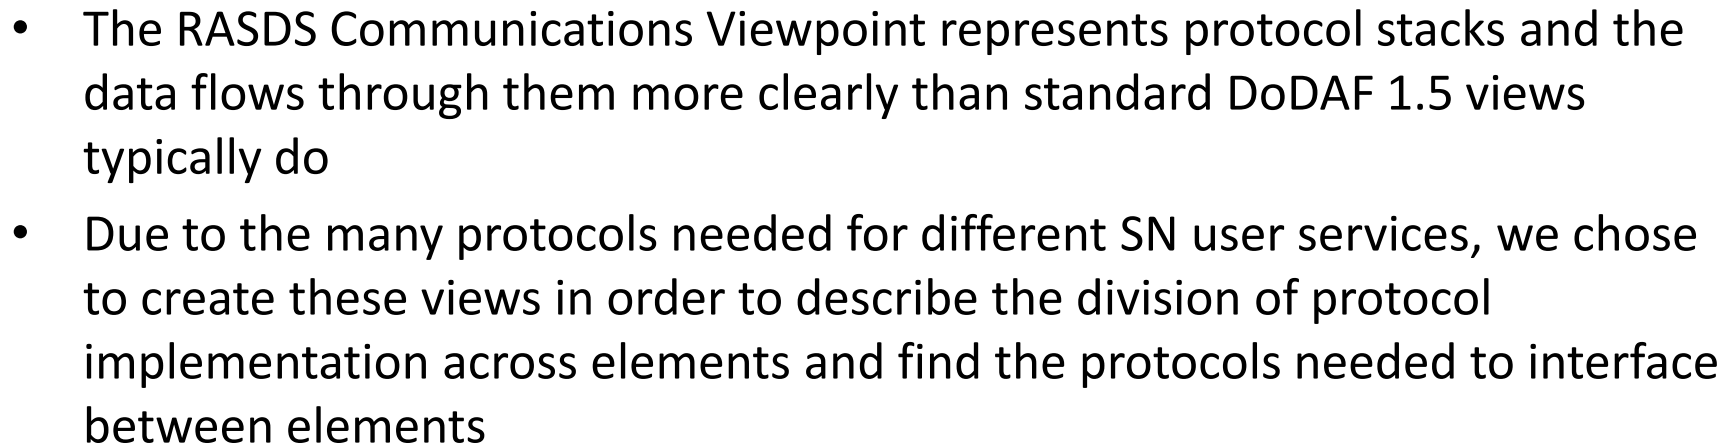 • The RASDS Communications Viewpoint represents protocol stacks and the
data flows through them more clearly than standard DoDAF 1.5 views
typically do
• Due to the many protocols needed for different SN user services, we chose
to create these views in order to describe the division of protocol
implementation across elements and find the protocols needed to interface
between elements